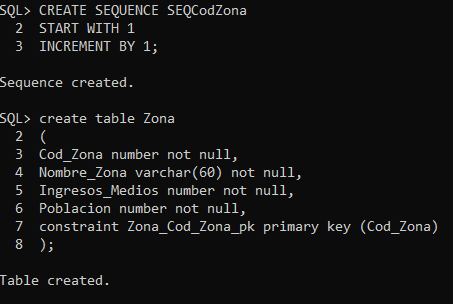 SQL> CREATE SEQUENCE SEQCodZona
  2  START WITH 1
  3  INCREMENT BY 1;

Sequence created.

SQL> create table Zona
  2  (
  3  Cod_Zona number not null,
  4  Nombre_Zona varchar(60) not null,
  5  Ingresos_Medios number not null,
  6  Poblacion number not null,
  7  constraint Zona_Cod_Zona_pk primary key (Cod_Zona)
  8  );

Table created.